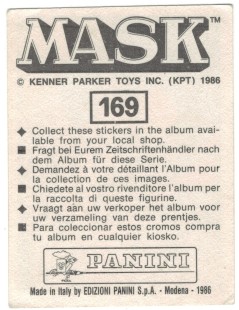 MASK™
© KENNER PARKER TOYS INC. (KPT) 1986
169
◆ Collect these stickers in the album avai-
lable from your local shop.
■ Fragt bei Eurem Zeitschriftenhändler nach
dem Album für diese Serie.
◆ Demandez à votre détaillant l'Album pour
la collection de ces images.
■ Chiedete al vostro rivenditore l'album per
la raccolta di queste figurine.
◆ Vraagt aan uw verkoper het album voor
uw verzameling van deze prentjes.
■ Para coleccionar estos cromos compra
tu album en cualquier kiosko.
PANINI
Made in Italy by EDIZIONI PANINI S.p.A. - Modena - 1986